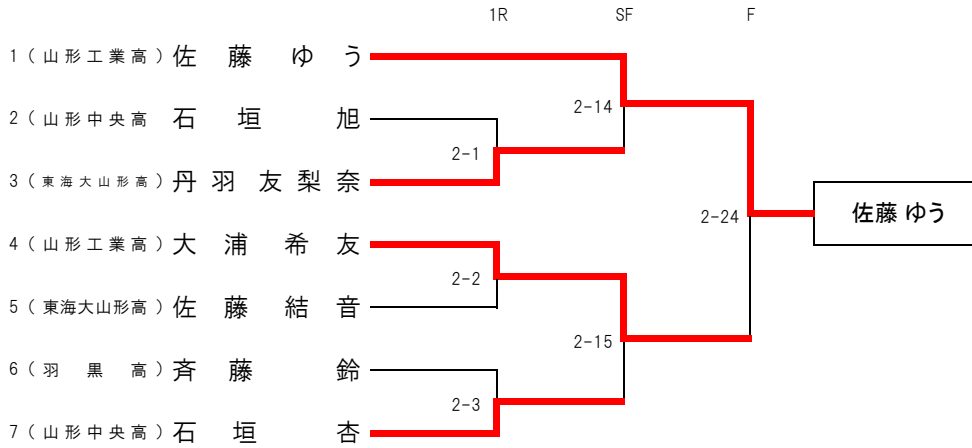 1R SF F
1 ( 山形工業高 ) 佐藤ゆう
2-14
2 ( 山形中央高 石垣旭
2-1
3 ( 東海大山形高 ) 丹羽友梨奈
佐藤 ゆう
2-24
4 ( 山形工業高 ) 大浦希友
2-2
5 ( 東海大山形高 ) 佐藤結音
2-15
6 ( 羽黒高 ) 斉藤鈴
2-3
7 ( 山形中央高 ) 石垣杏